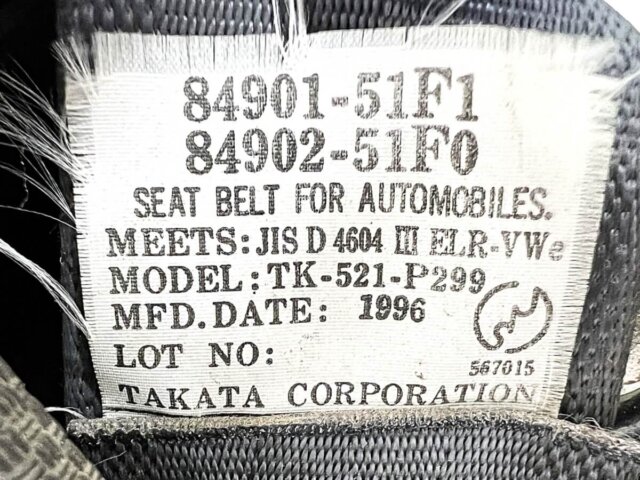 84901-51F1
84902-51F0
SEAT BELT FOR AUTOMOBILES.
MEETS: JIS D 4604 III ELR-VWe
MODEL: TK-521-P299
MFD. DATE: 1996
LOT NO:
567015
TAKATA CORPORATION